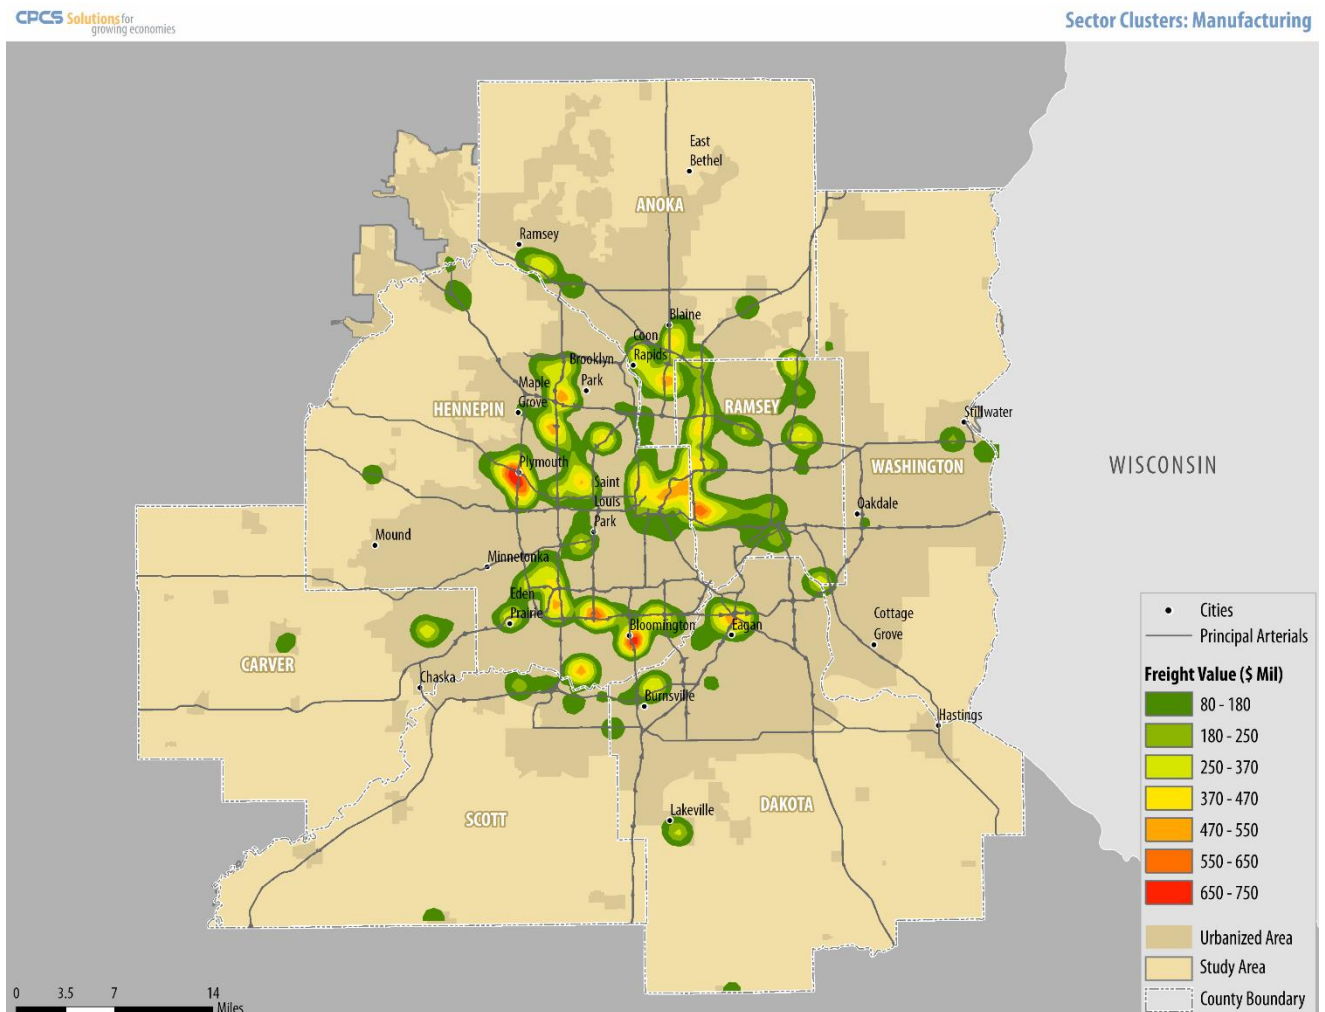 CPCS Solutions for
growing economies
Sector Clusters: Manufacturing
East
Bethel
ANOKA
Ramsey
Blaine
Coon
Rapids
Brooklyn
Park
Maple
Grove
HENNEPIN
RAMSEY
Stillwater
Plymouth
WASHINGTON
WISCONSIN
Saint
Louis
Park
Oakdale
Mound
Minnetonka
Eden
Prairie
Bloomington
Eagan
Cottage
Grove
CARVER
Chaska
Burnsville
Hastings
Lakeville
DAKOTA
SCOTT
Cities
Principal Arterials
Freight Value ($ Mil)
80 - 180
180 - 250
250 - 370
370 - 470
470 - 550
550 - 650
650 - 750
Urbanized Area
Study Area
County Boundary
0 3.5 7 14
Miles